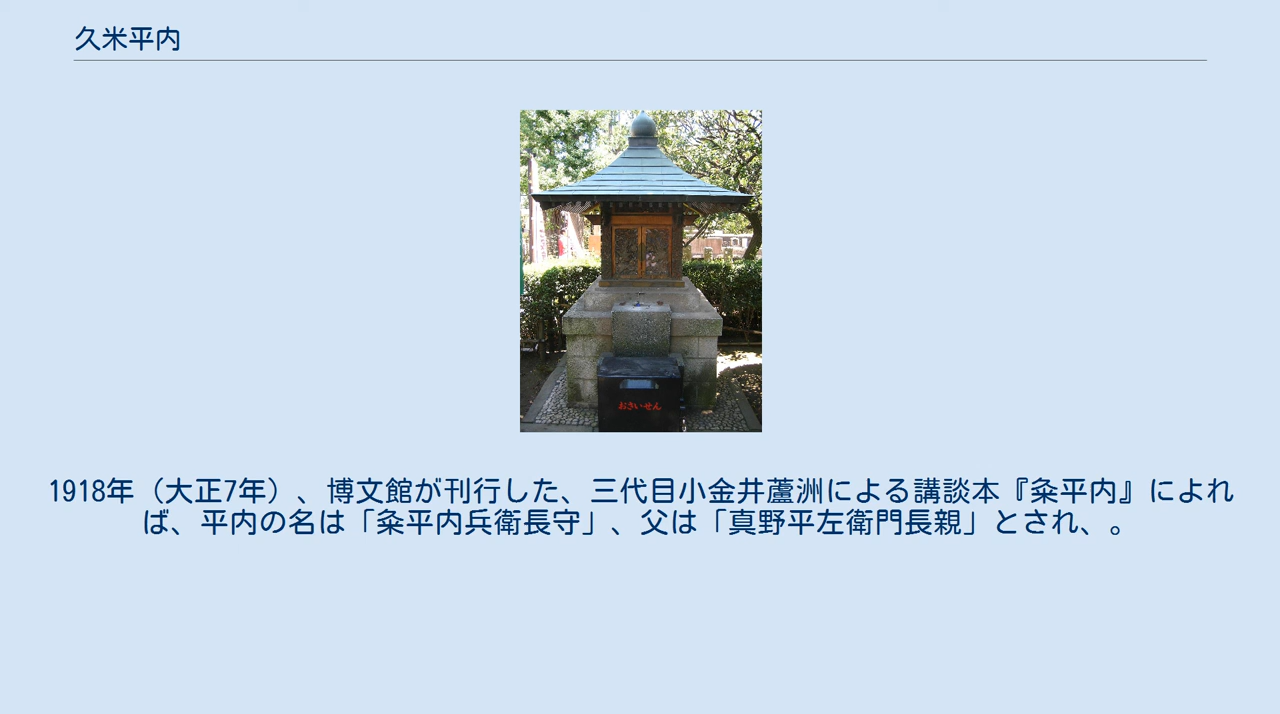 久米平内
おさいせん
1918年（大正7年）、博文館が刊行した、三代目小金井蘆洲による講談本『粂平内』によれ
ば、平内の名は「粂平内兵衛長守」、父は「真野平左衛門長親」とされ、。